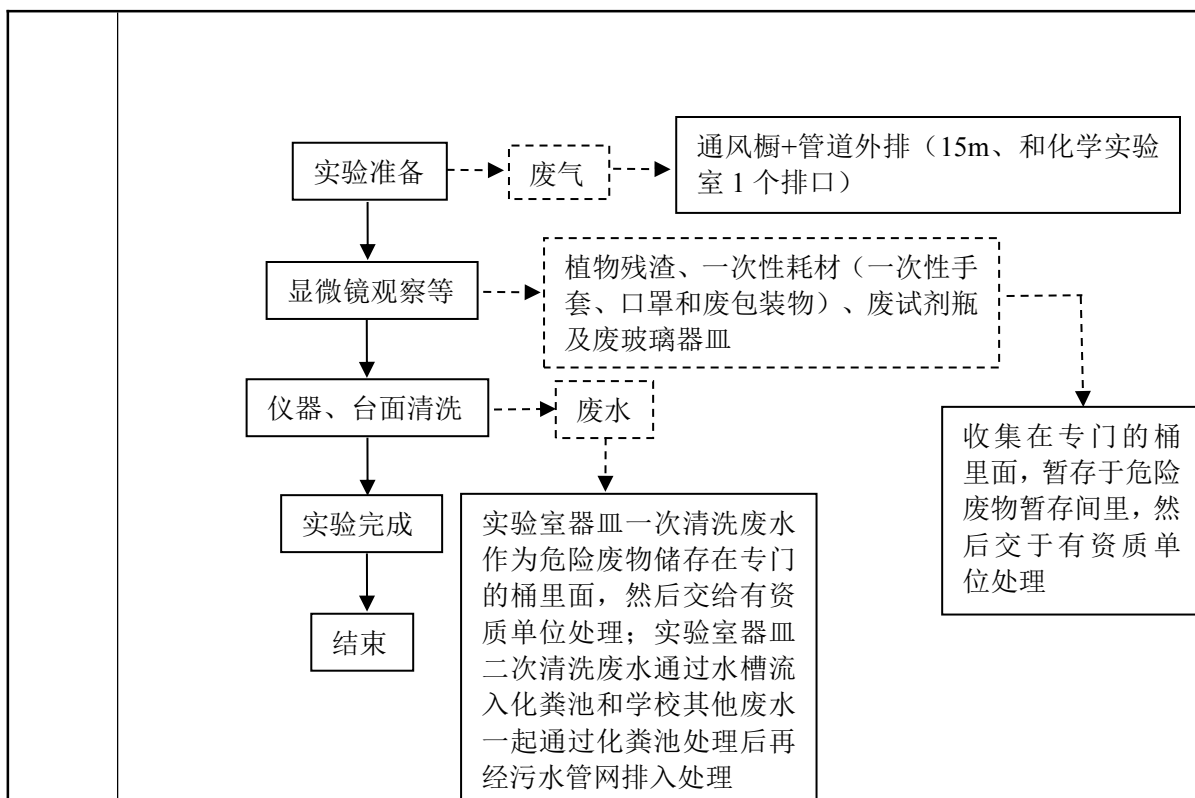 实验准备
废气
通风橱+管道外排（15m、和化学实验
室 1 个排口）
显微镜观察等
植物残渣、一次性耗材（一次性手
套、口罩和废包装物）、废试剂瓶
及废玻璃器皿
仪器、台面清洗
废水
收集在专门的桶
里面，暂存于危险
废物暂存间里，然
后交于有资质单
位处理
实验完成
实验室器皿一次清洗废水
作为危险废物储存在专门
的桶里面，然后交给有资
质单位处理；实验室器皿
二次清洗废水通过水槽流
入化粪池和学校其他废水
一起通过化粪池处理后再
经污水管网排入处理
结束